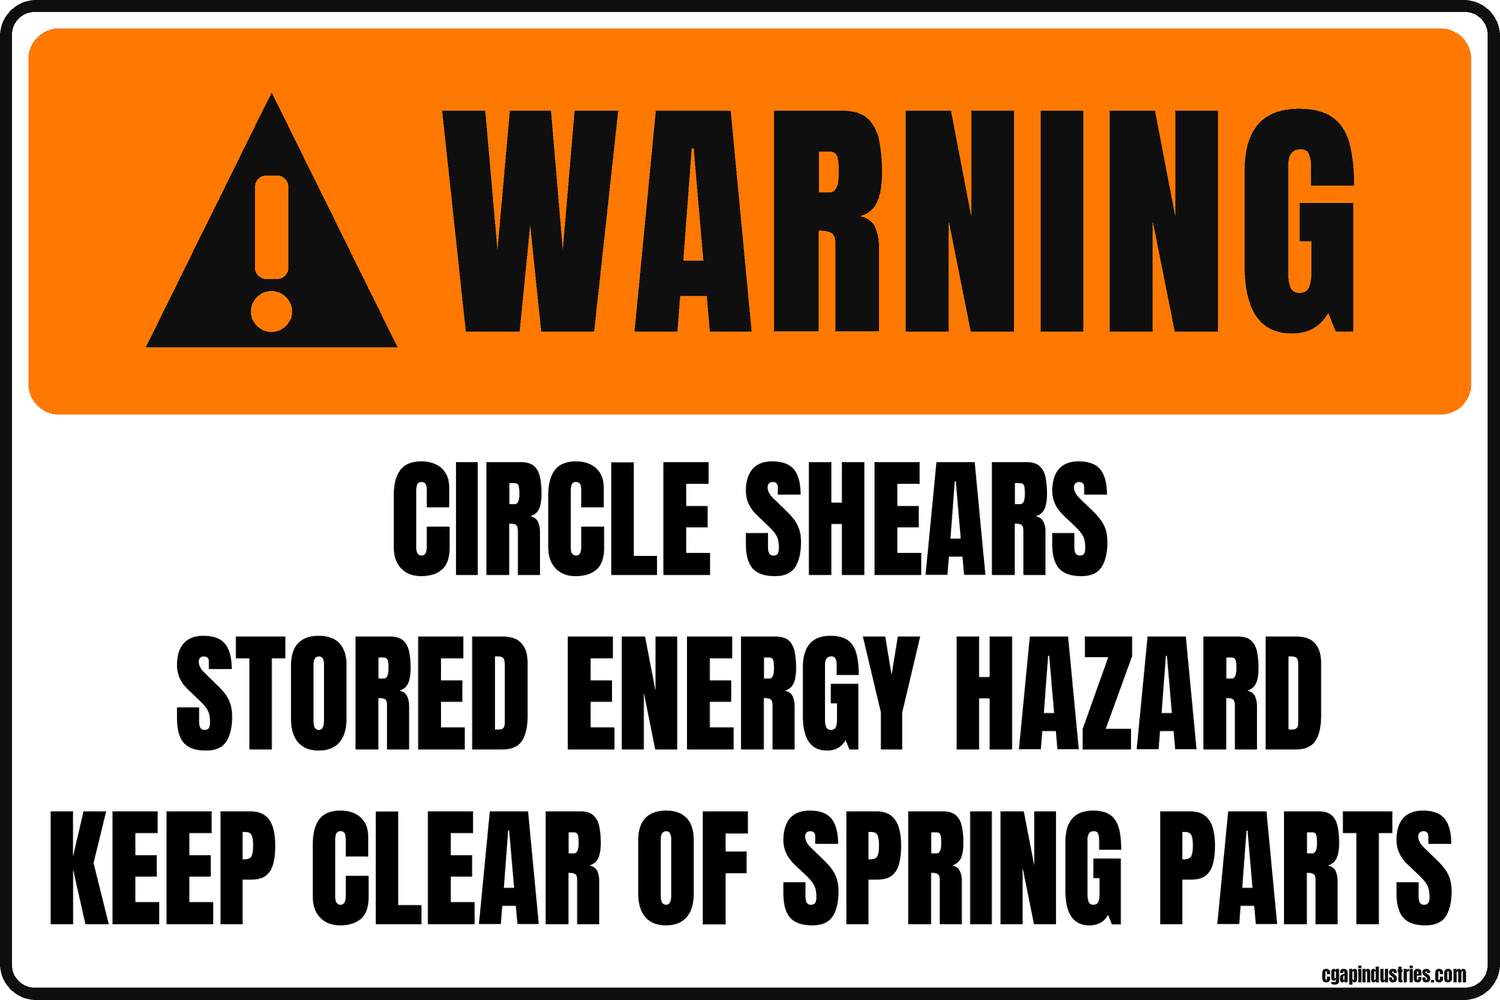 WARNING
CIRCLE SHEARS
STORED ENERGY HAZARD
KEEP CLEAR OF SPRING PARTS
cgapindustries.com